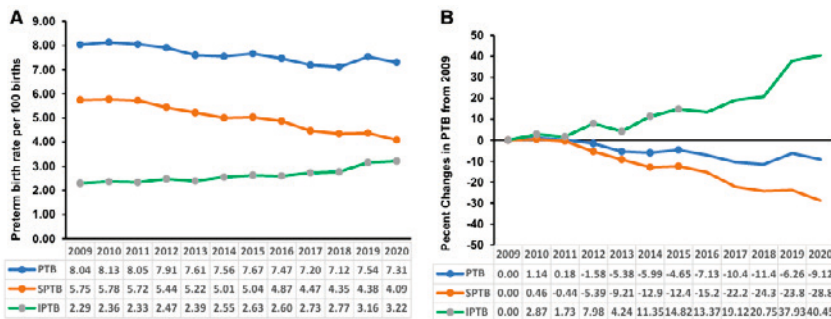 A
Preterm birth rate per 100 births
9.00
8.00
7.00
6.00
5.00
4.00
3.00
2.00
1.00
0.00
2009 2010 2011 2012 2013 2014 2015 2016 2017 2018 2019 2020
PTB 8.04 8.13 8.05 7.91 7.61 7.56 7.67 7.47 7.20 7.12 7.54 7.31
SPTB 5.75 5.78 5.72 5.44 5.22 5.01 5.04 4.87 4.47 4.35 4.38 4.09
IPTB 2.29 2.36 2.33 2.47 2.39 2.55 2.63 2.60 2.73 2.77 3.16 3.22
B
Pecent Changes in PTB from 2009
50
40
30
20
10
0
-10
-20
-30
-40
-50
2009 2010 2011 2012 2013 2014 2015 2016 2017 2018 2019 2020
PTB 0.00 1.14 0.18 -1.58 -5.38 -5.99 -4.65 -7.13 -10.4 -11.4 -6.26 -9.12
SPTB 0.00 0.46 -0.44 -5.39 -9.21 -12.9 -12.4 -15.2 -22.2 -24.3 -23.8 -28.8
IPTB 0.00 2.87 1.73 7.98 4.24 11.35 14.82 13.37 19.12 20.75 37.93 40.45